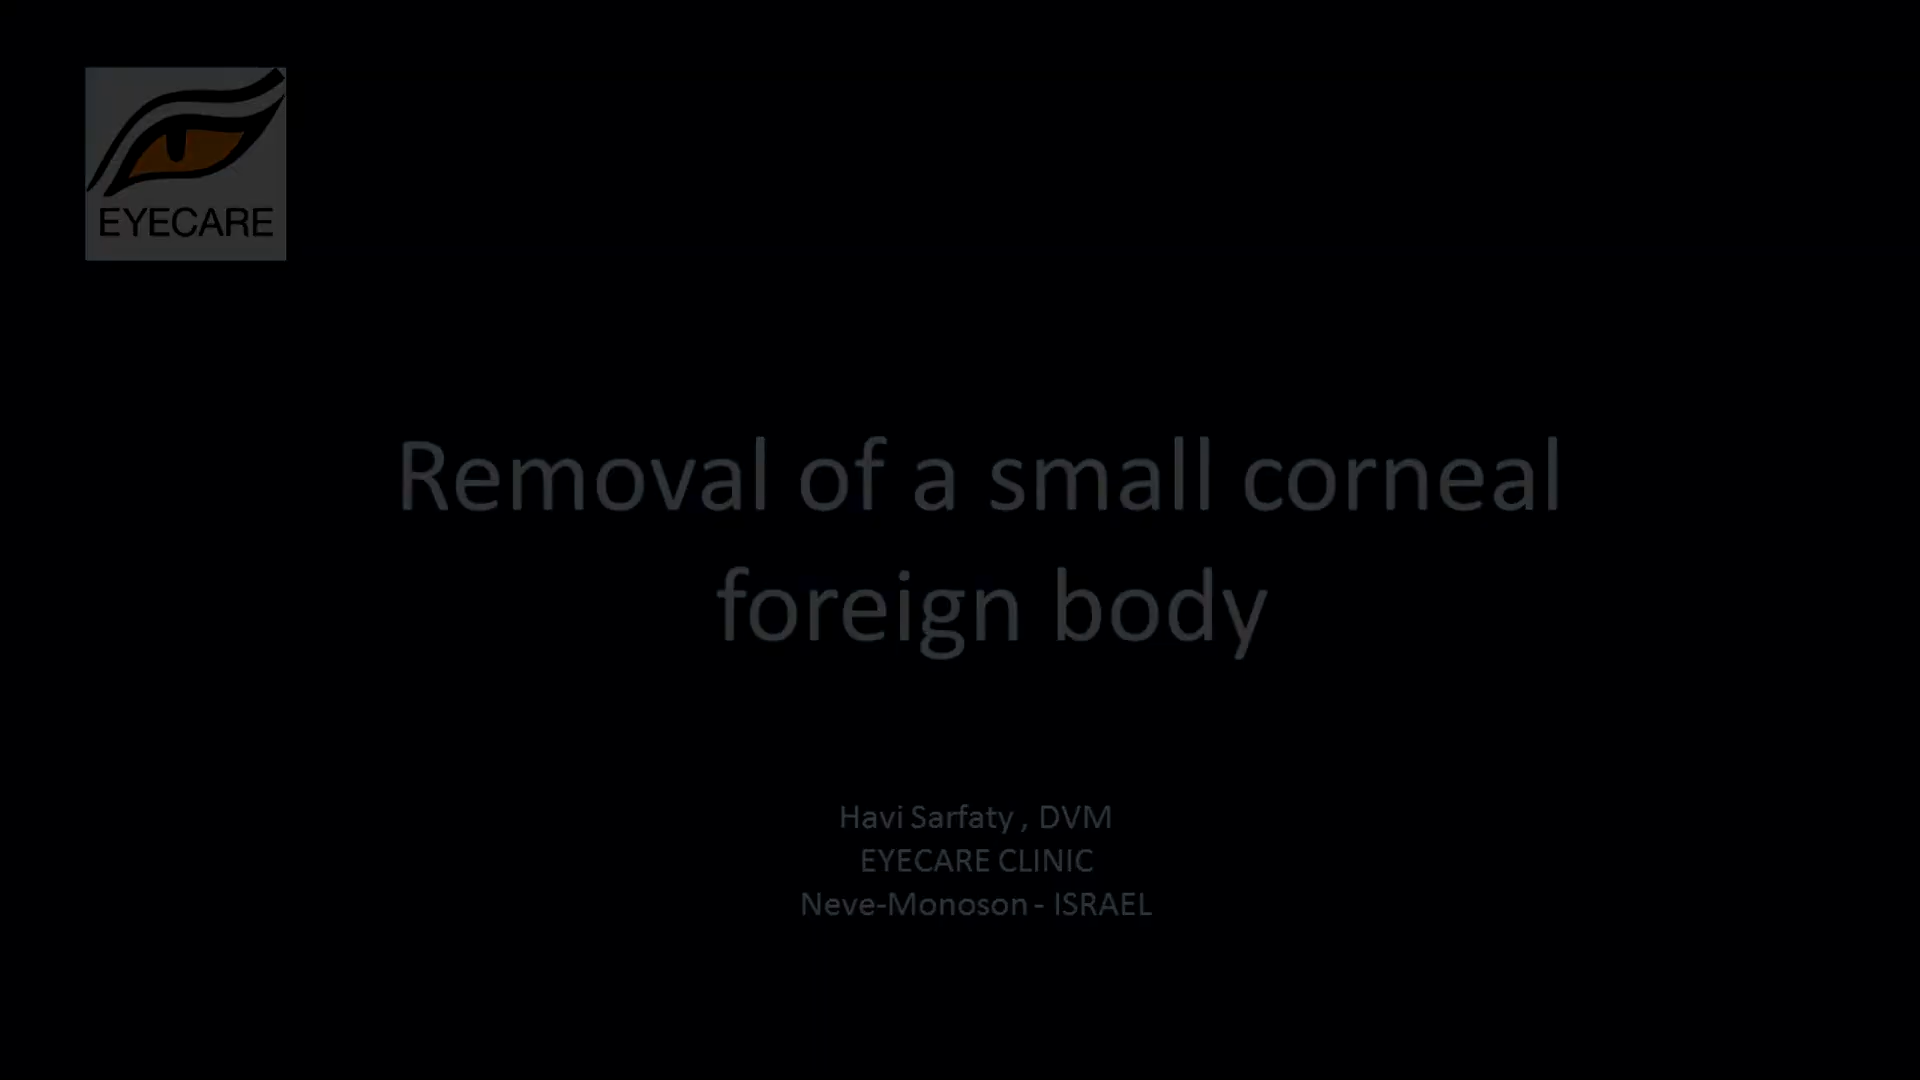 EYECARE
Removal of a small corneal
foreign body
Havi Sarfaty , DVM
EYECARE CLINIC
Neve-Monoson - ISRAEL